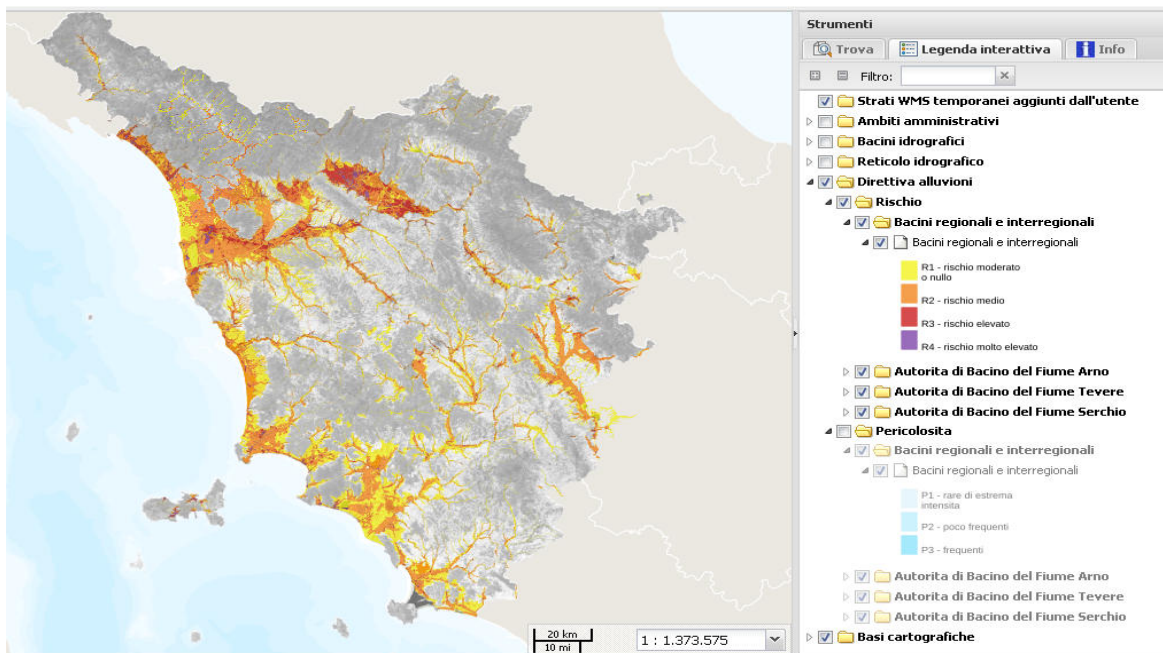 Strumenti
Trova
Legenda interattiva
Info
Filtro:
Strati WMS temporanei aggiunti dall'utente
Ambiti amministrativi
Bacini idrografici
Reticolo idrografico
Direttiva alluvioni
Rischio
Bacini regionali e interregionali
Bacini regionali e interregionali
R1 - rischio moderato
o nullo
R2 - rischio medio
R3 - rischio elevato
R4 - rischio molto elevato
Autorita di Bacino del Fiume Arno
Autorita di Bacino del Fiume Tevere
Autorita di Bacino del Fiume Serchio
Pericolosita
Bacini regionali e interregionali
Bacini regionali e interregionali
P1 - rare di estrema
intensita
P2 - poco frequenti
P3 - frequenti
Autorita di Bacino del Fiume Arno
Autorita di Bacino del Fiume Tevere
Autorita di Bacino del Fiume Serchio
Basi cartografiche
20 km
10 mi
1 : 1.373.575